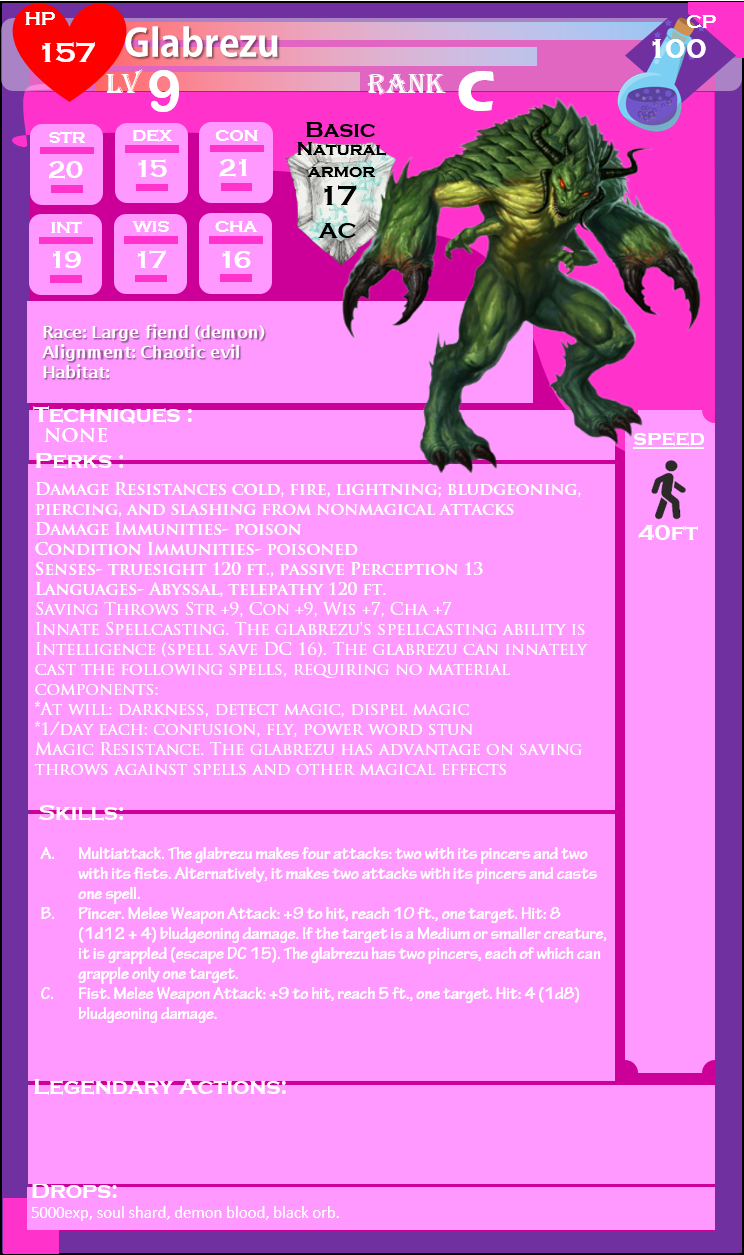 HP
157
Glabrezu
CP
100
LV 9
RANK C
STR
20
DEX
15
CON
21
INT
19
WIS
17
CHA
16
Basic
Natural
armor
17
AC
Race: Large fiend (demon)
Alignment: Chaotic evil
Habitat:
Techniques :
NONE
Perks :
Damage Resistances cold, fire, lightning; bludgeoning,
piercing, and slashing from nonmagical attacks
Damage Immunities- poison
Condition Immunities- poisoned
Senses- truesight 120 ft., passive Perception 13
Languages- Abyssal, telepathy 120 ft.
Saving Throws Str +9, Con +9, Wis +7, Cha +7
Innate Spellcasting. The glabrezu's spellcasting ability is
Intelligence (spell save DC 16). The glabrezu can innately
cast the following spells, requiring no material
components:
*At will: darkness, detect magic, dispel magic
*1/day each: confusion, fly, power word stun
Magic Resistance. The glabrezu has advantage on saving
throws against spells and other magical effects
SPEED
40FT
Skills:
A. Multiattack. The glabrezu makes four attacks: two with its pincers and two
with its fists. Alternatively, it makes two attacks with its pincers and casts
one spell.
B. Pincer. Melee Weapon Attack: +9 to hit, reach 10 ft., one target. Hit: 8
(1d12 + 4) bludgeoning damage. If the target is a Medium or smaller creature,
it is grappled (escape DC 15). The glabrezu has two pincers, each of which can
grapple only one target.
C. Fist. Melee Weapon Attack: +9 to hit, reach 5 ft., one target. Hit: 4 (1d8)
bludgeoning damage.
Legendary Actions:
Drops:
5000exp, soul shard, demon blood, black orb.